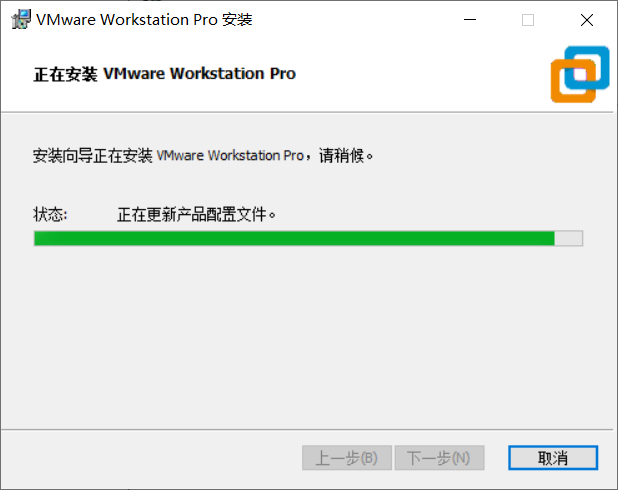 VMware Workstation Pro 安装
正在安装 VMware Workstation Pro
安装向导正在安装 VMware Workstation Pro，请稍候。
状态: 正在更新产品配置文件。
上一步(B) 下一步(N) 取消